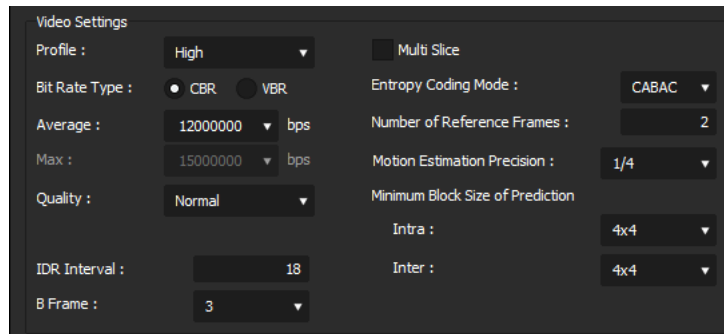 Video Settings
Profile : High
Multi Slice
Bit Rate Type : CBR VBR
Entropy Coding Mode : CABAC
Average : 12000000 bps
Number of Reference Frames : 2
Max : 15000000 bps
Motion Estimation Precision : 1/4
Quality : Normal
Minimum Block Size of Prediction
Intra : 4x4
IDR Interval : 18
Inter : 4x4
B Frame : 3